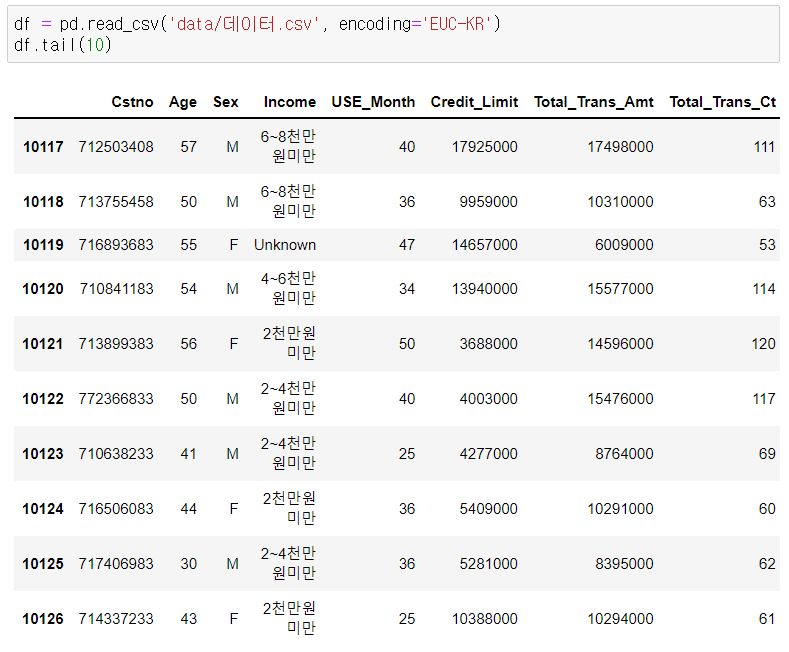 df = pd.read_csv('data/데이터.csv', encoding='EUC-KR')
df.tail(10)
Cstno Age Sex Income USE_Month Credit_Limit Total_Trans_Amt Total_Trans_Ct
10117 712503408 57 M 6~8천만원미만 40 17925000 17498000 111
10118 713755458 50 M 6~8천만원미만 36 9959000 10310000 63
10119 716893683 55 F Unknown 47 14657000 6009000 53
10120 710841183 54 M 4~6천만원미만 34 13940000 15577000 114
10121 713899383 56 F 2천만원미만 50 3688000 14596000 120
10122 772366833 50 M 2~4천만원미만 40 4003000 15476000 117
10123 710638233 41 M 2~4천만원미만 25 4277000 8764000 69
10124 716506083 44 F 2천만원미만 36 5409000 10291000 60
10125 717406983 30 M 2~4천만원미만 36 5281000 8395000 62
10126 714337233 43 F 2천만원미만 25 10388000 10294000 61